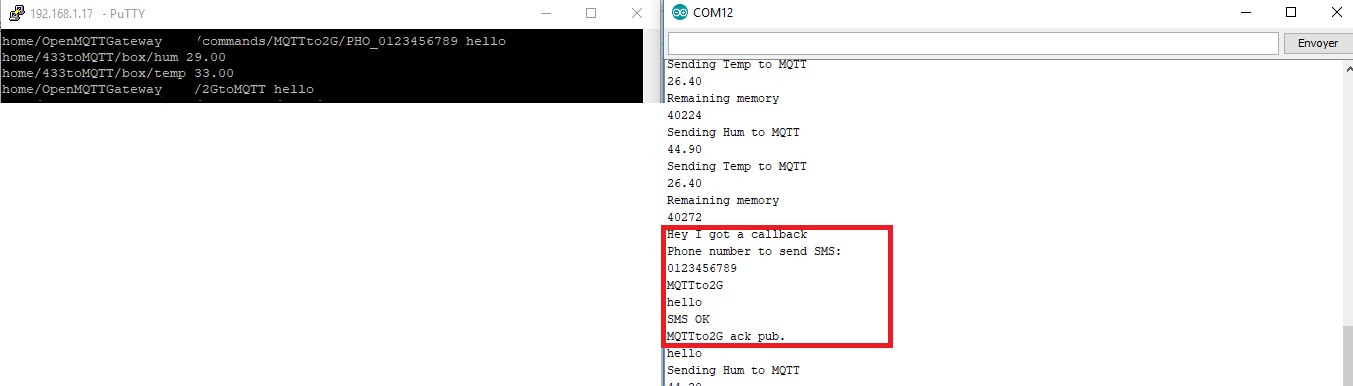 192.168.1.17 - PuTTY
home/OpenMQTTGateway /commands/MQTTto2G/PHO_0123456789 hello
home/433toMQTT/box/hum 29.00
home/433toMQTT/box/temp 33.00
home/OpenMQTTGateway /2GtoMQTT hello
COM12
Envoyer
Sending Temp to MQTT
26.40
Remaining memory
40224
Sending Hum to MQTT
44.90
Sending Temp to MQTT
26.40
Remaining memory
40272
Hey I got a callback
Phone number to send SMS:
0123456789
MQTTto2G
hello
SMS OK
MQTTto2G ack pub.
hello
Sending Hum to MQTT